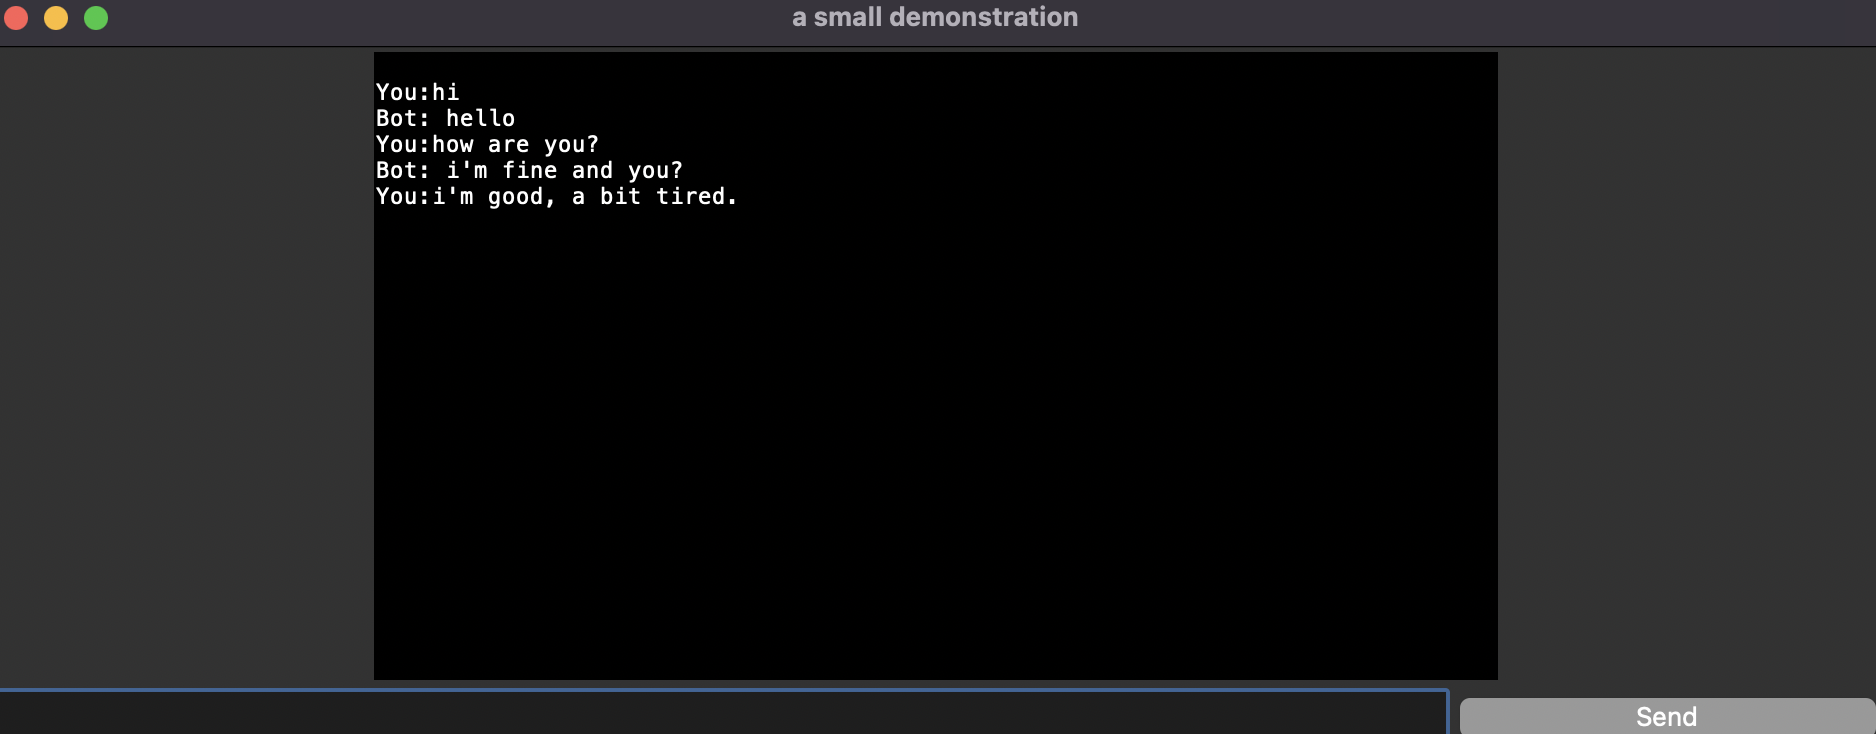 a small demonstration
You:hi
Bot: hello
You:how are you?
Bot: i'm fine and you?
You:i'm good, a bit tired.
Send